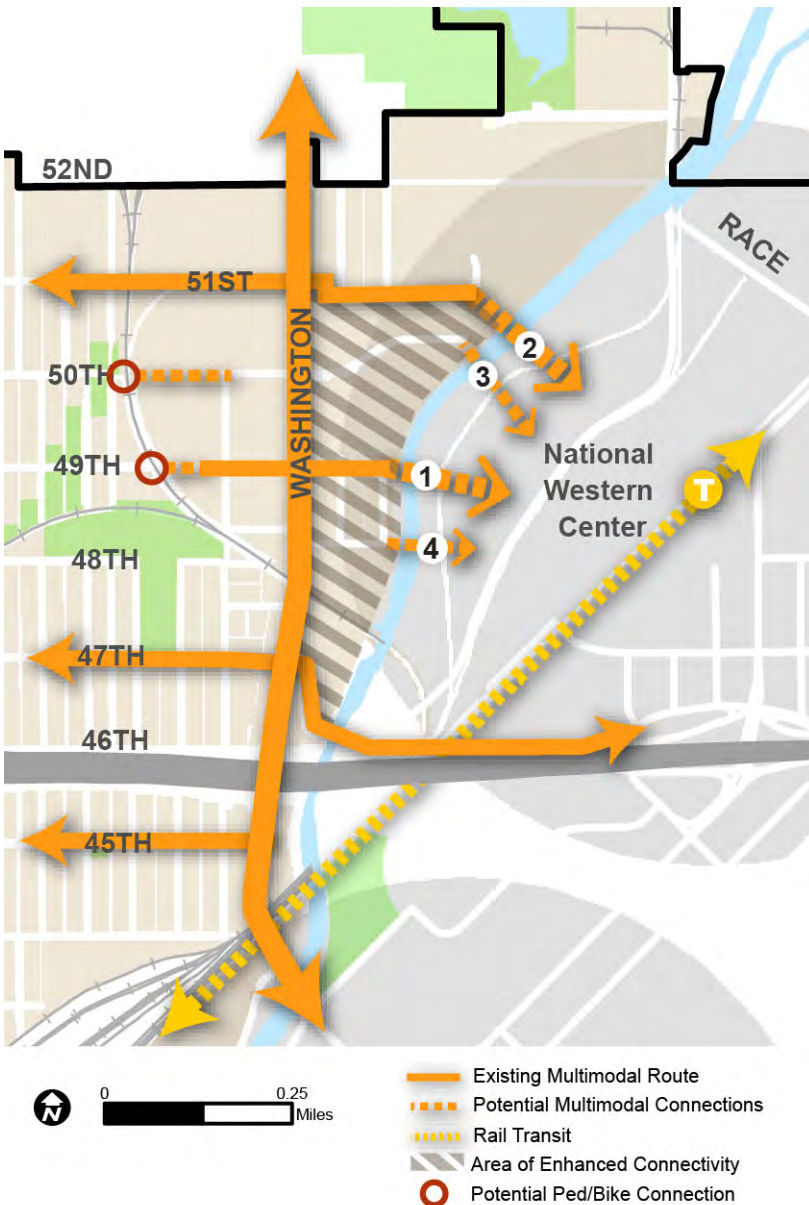 52ND
RACE
51ST
WASHINGTON
2
50TH
3
49TH
1
National
Western
Center
T
4
48TH
47TH
46TH
45TH
N
0
0.25
Miles
Existing Multimodal Route
Potential Multimodal Connections
Rail Transit
Area of Enhanced Connectivity
Potential Ped/Bike Connection